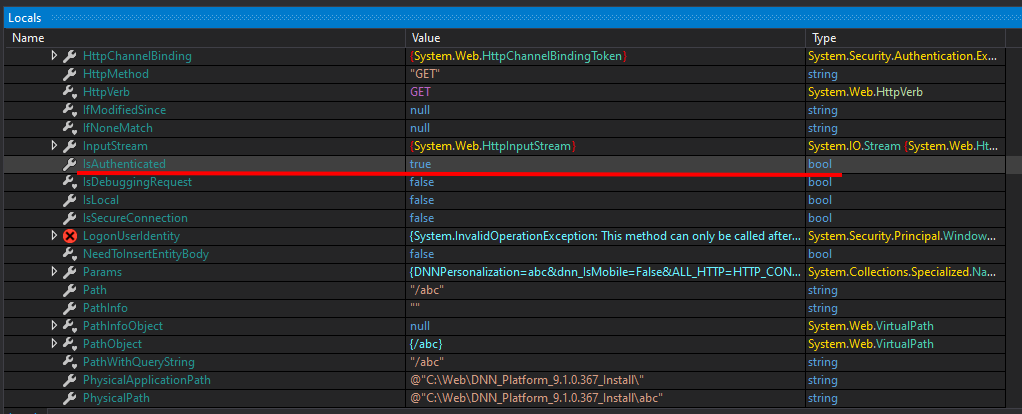 Locals
Name Value Type
HttpChannelBinding {System.Web.HttpChannelBindingToken} System.Security.Authentication.Ex...
HttpMethod "GET" string
HttpVerb GET System.Web.HttpVerb
IfModifiedSince null string
IfNoneMatch null string
InputStream {System.Web.HttpInputStream} System.IO.Stream {System.Web.Ht...
IsAuthenticated true bool
IsDebuggingRequest false bool
IsLocal false bool
IsSecureConnection false bool
LogonUserIdentity {System.InvalidOperationException: This method can only be called after... System.Security.Principal.Window...
NeedToInsertEntityBody false bool
Params {DNNPersonalization=abc&dnn_IsMobile=False&ALL_HTTP=HTTP_CON... System.Collections.Specialized.Na...
Path "/abc" string
PathInfo "" string
PathInfoObject null System.Web.VirtualPath
PathObject {/abc} System.Web.VirtualPath
PathWithQueryString "/abc" string
PhysicalApplicationPath @"C:\Web\DNN_Platform_9.1.0.367_Install\" string
PhysicalPath @"C:\Web\DNN_Platform_9.1.0.367_Install\abc" string